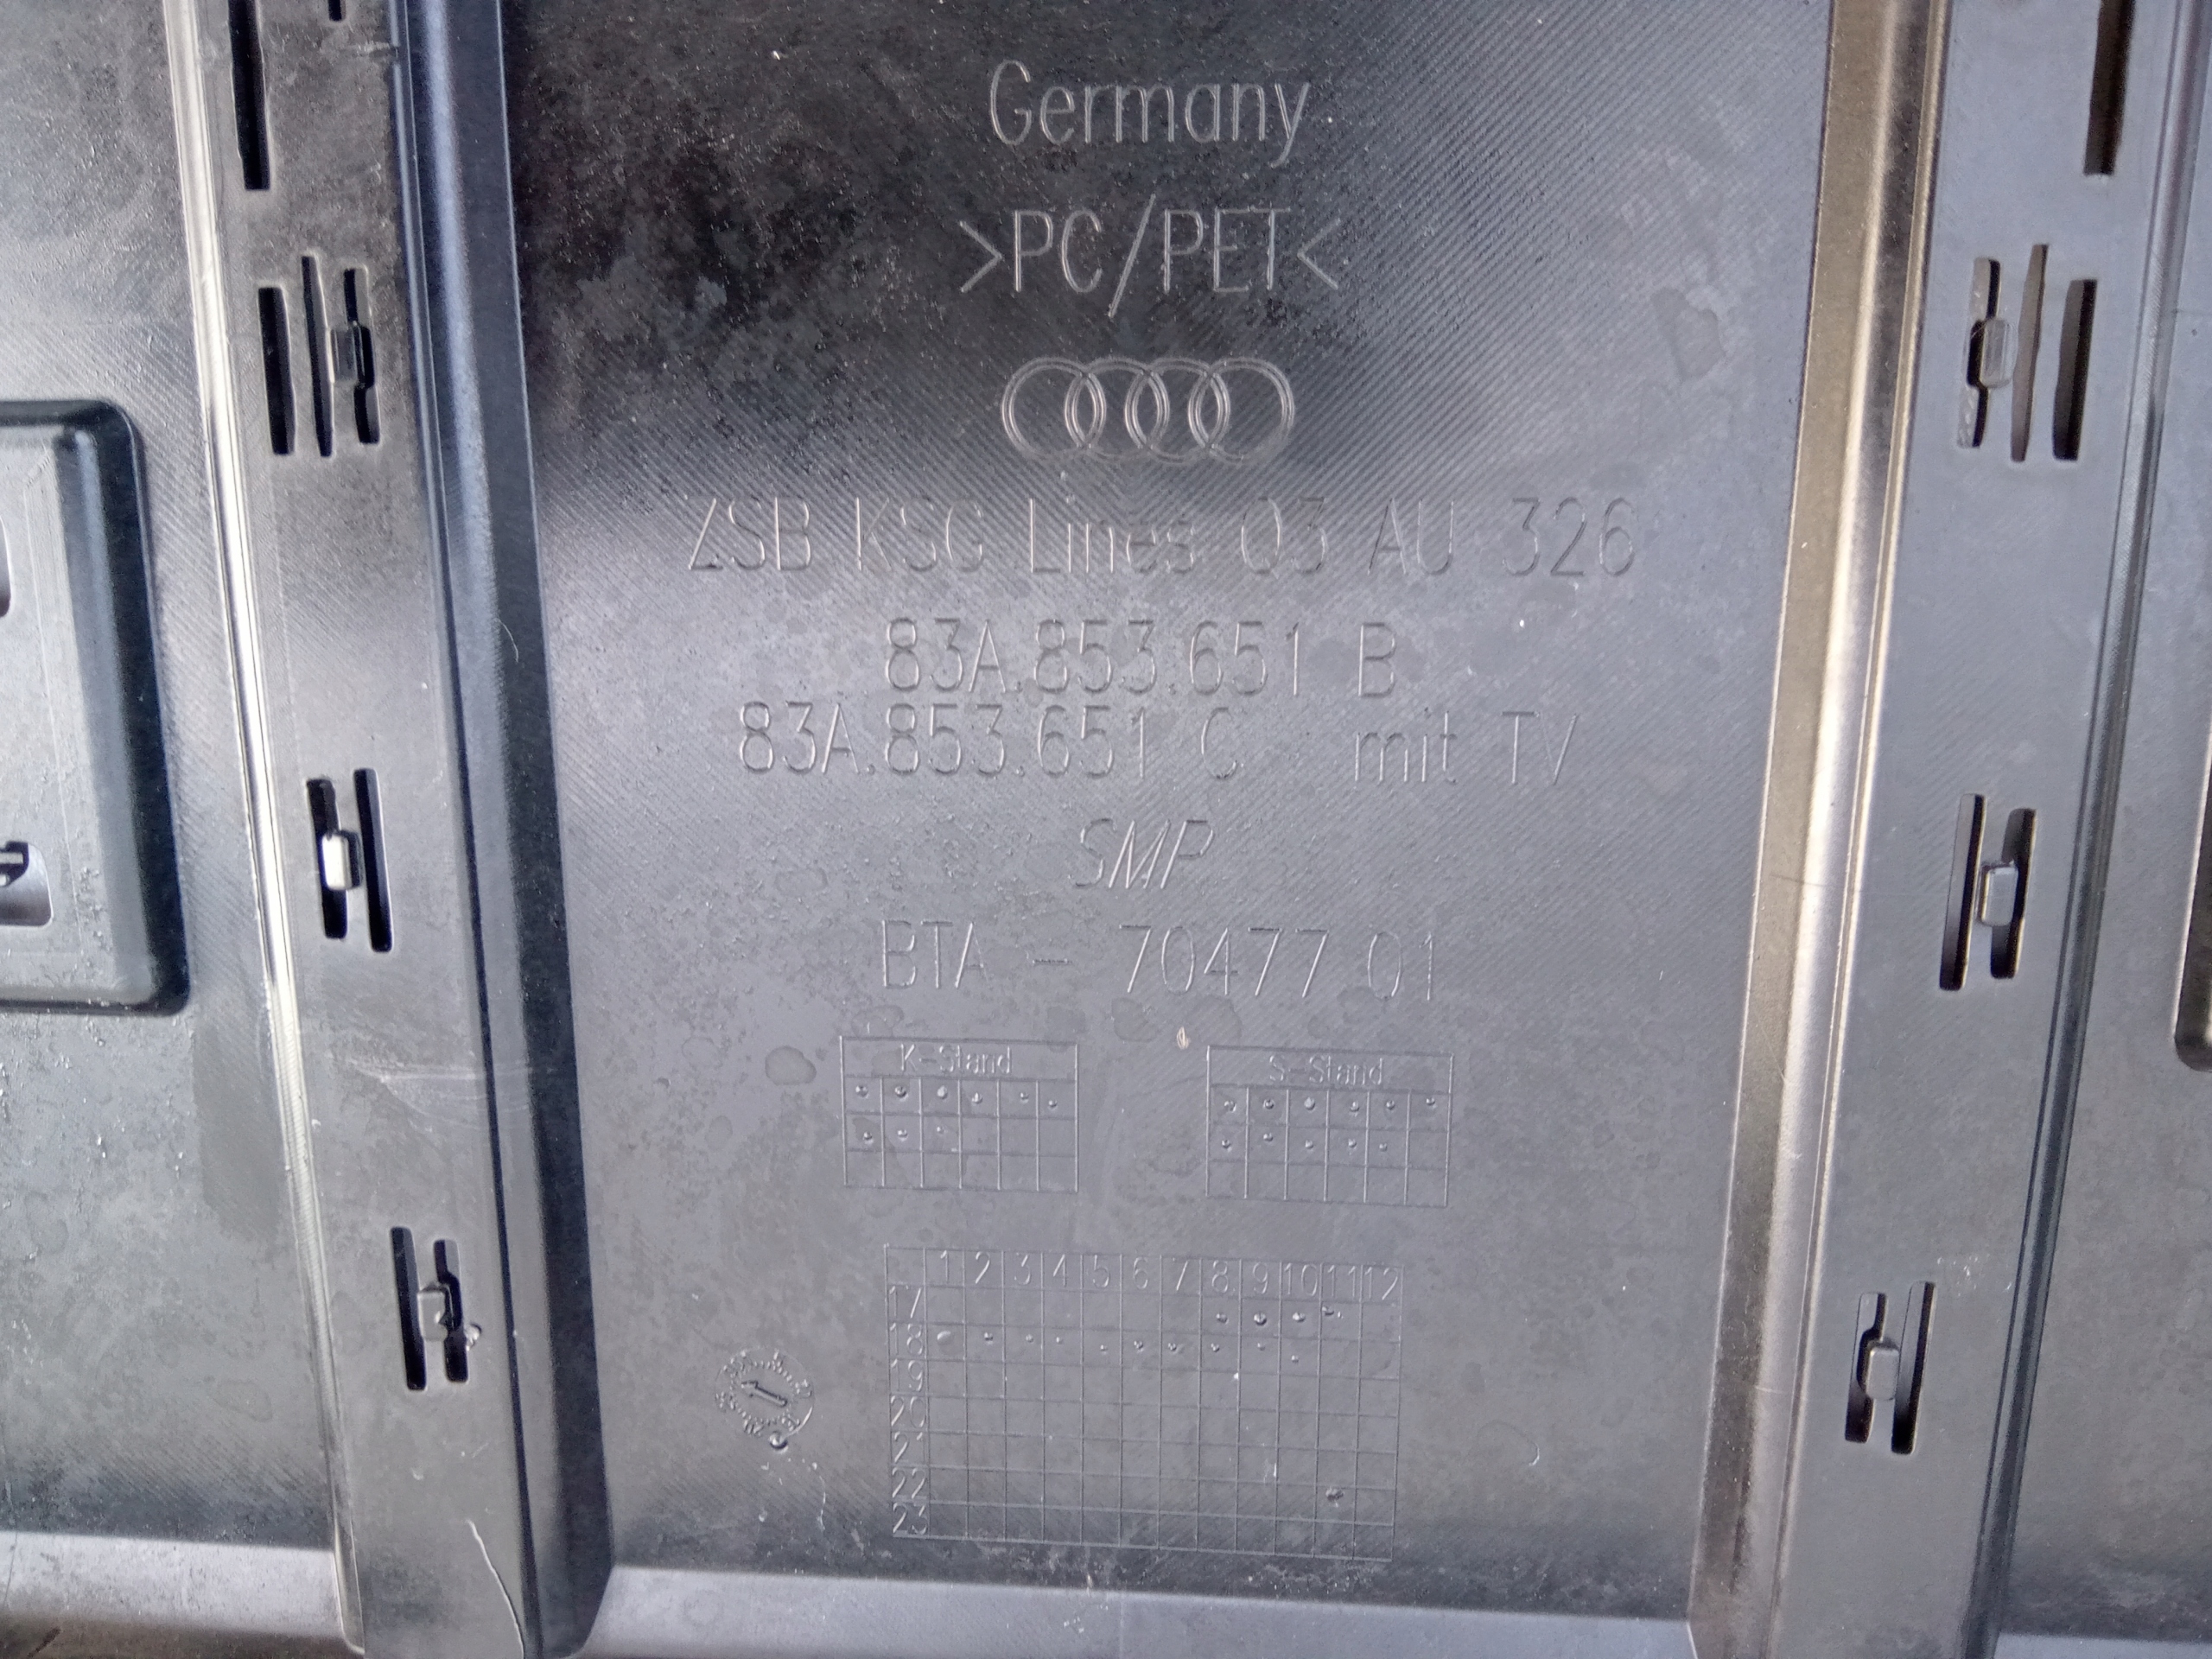 Germany
>PC/PET<
ZSB KSG Lines Q3 AU 326
83A.853.651 B
83A.853.651 C mit TV
SMP
BTA - 70477 01
K-Stand
S-Stand
1 2 3 4 5 6 7 8 9 10 11 12
17
18
19
20
21
22
23